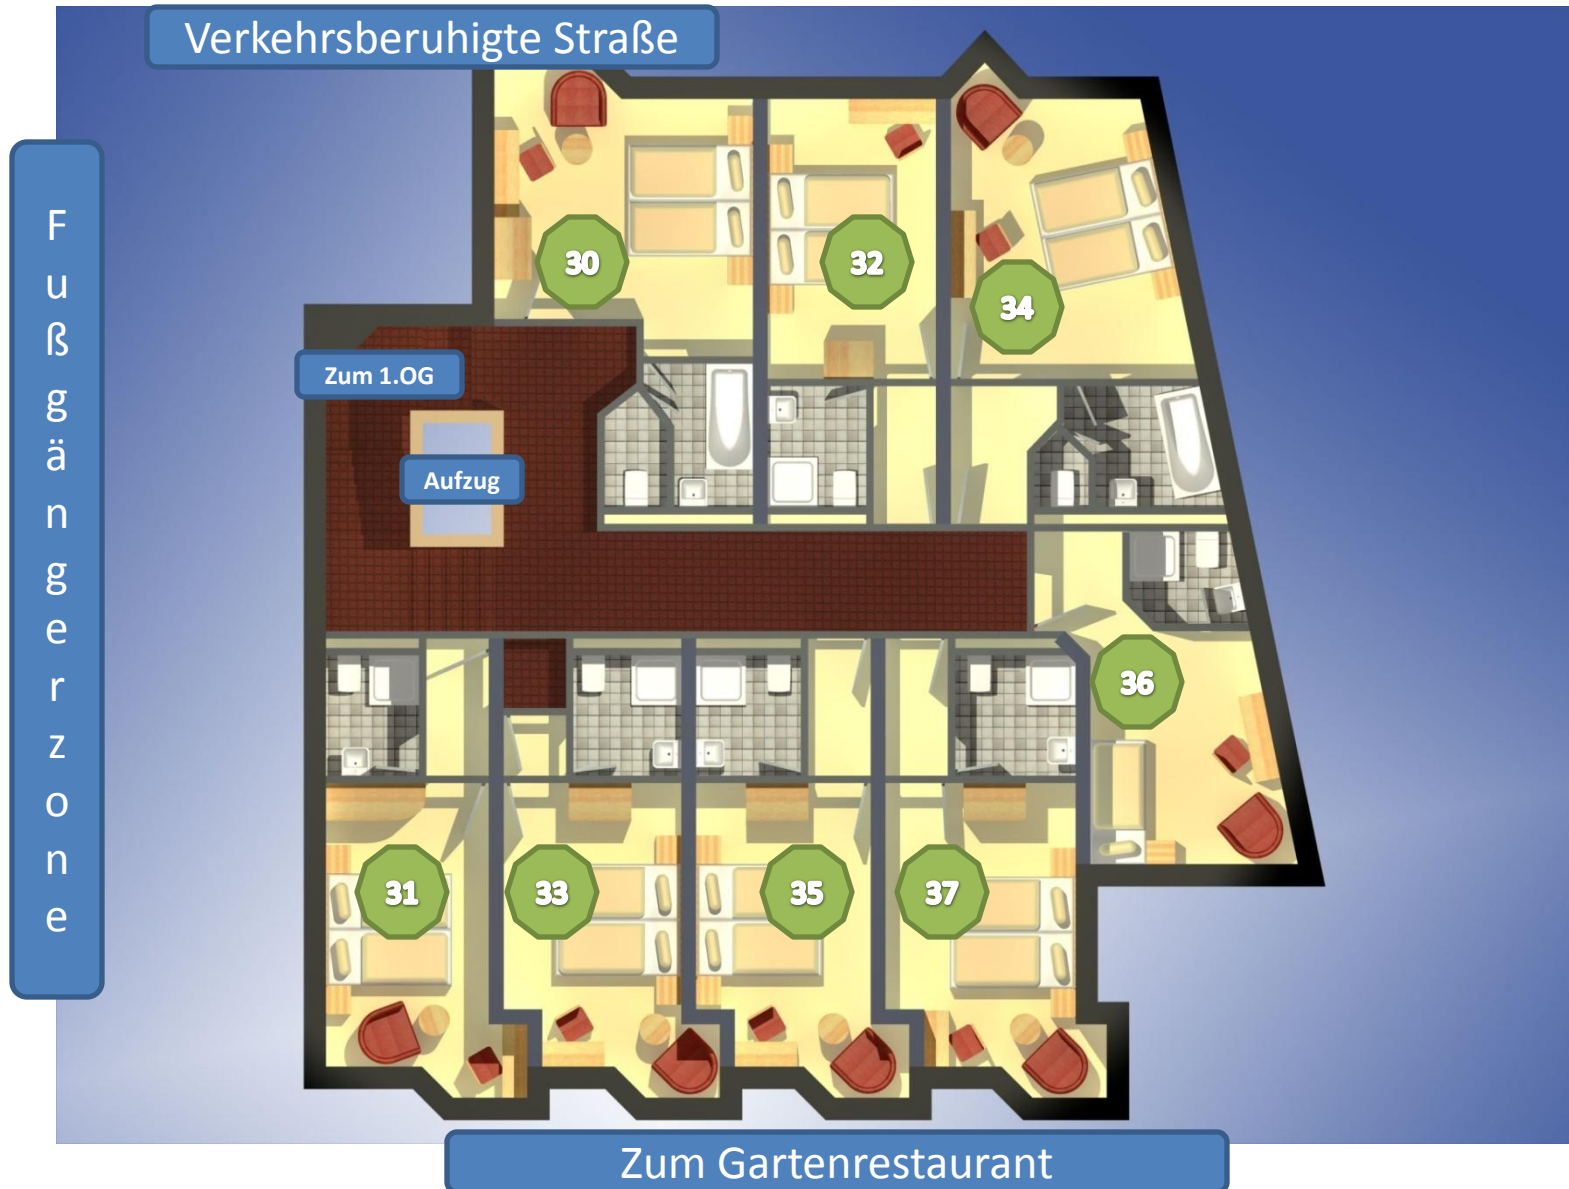 Verkehrsberuhigte Straße
Fußgängerzone
30
32
34
Zum 1.OG
Aufzug
36
31
33
35
37
Zum Gartenrestaurant